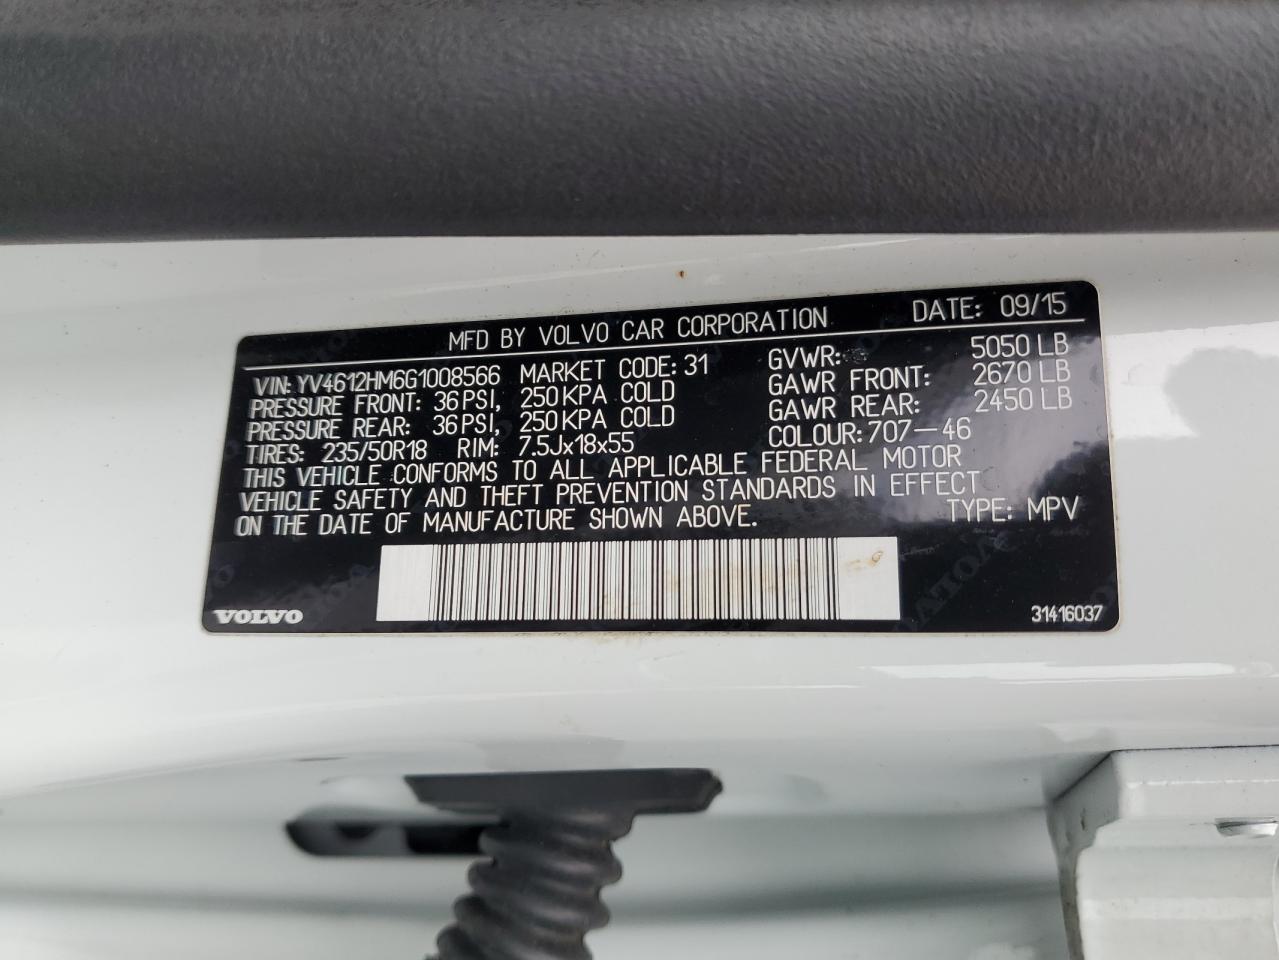 MFD BY VOLVO CAR CORPORATION DATE: 09/15
VIN: YV4612HM6G1008566 MARKET CODE: 31 GVWR: 5050 LB
PRESSURE FRONT: 36 PSI, 250 KPA COLD GAWR FRONT: 2670 LB
PRESSURE REAR: 36 PSI, 250 KPA COLD GAWR REAR: 2450 LB
TIRES: 235/50R18 RIM: 7.5Jx18x55 COLOUR: 707-46
THIS VEHICLE CONFORMS TO ALL APPLICABLE FEDERAL MOTOR
VEHICLE SAFETY AND THEFT PREVENTION STANDARDS IN EFFECT
ON THE DATE OF MANUFACTURE SHOWN ABOVE. TYPE: MPV
VOLVO 31416037